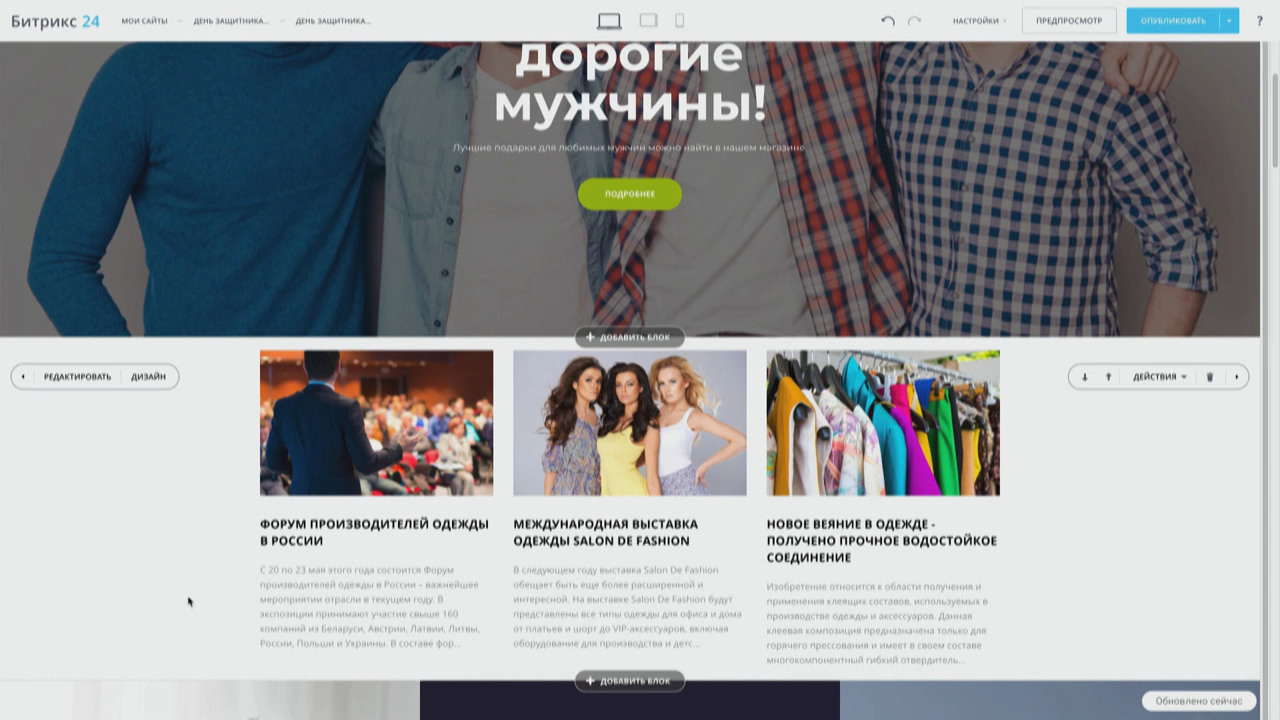 Битрикс 24
МОИ САЙТЫ
ДЕНЬ ЗАЩИТНИКА...
ДЕНЬ ЗАЩИТНИКА...
НАСТРОЙКИ
ПРЕДПРОСМОТР
ОПУБЛИКОВАТЬ
?
дорогие
мужчины!
Лучшие подарки для любимых мужчин можно найти в нашем магазине.
ПОДРОБНЕЕ
+ ДОБАВИТЬ БЛОК
РЕДАКТИРОВАТЬ
ДИЗАЙН
ДЕЙСТВИЯ
ФОРУМ ПРОИЗВОДИТЕЛЕЙ ОДЕЖДЫ
В РОССИИ
С 20 по 23 мая этого года состоится Форум
производителей одежды в России – важнейшее
мероприятии отрасли в текущем году. В
экспозиции принимают участие свыше 160
компаний из Беларуси, Австрии, Латвии, Литвы,
России, Польши и Украины. В составе фор...
МЕЖДУНАРОДНАЯ ВЫСТАВКА
ОДЕЖДЫ SALON DE FASHION
В следующем году выставка Salon De Fashion
обещает быть еще более расширенной и
интересной. На выставке Salon De Fashion будут
представлены все типы одежды для офиса и дома
от платьев и шорт до VIP-аксессуаров, включая
оборудование для производства и детс...
НОВОЕ ВЕЯНИЕ В ОДЕЖДЕ -
ПОЛУЧЕНО ПРОЧНОЕ ВОДОСТОЙКОЕ
СОЕДИНЕНИЕ
Изобретение относится к области получения и
применения клеящих составов, используемых в
производстве одежды и аксессуаров. Данная
клеевая композиция предназначена только для
горячего прессования и имеет в своем составе
многокомпонентный гибкий отвердитель...
+ ДОБАВИТЬ БЛОК
Обновлено сейчас